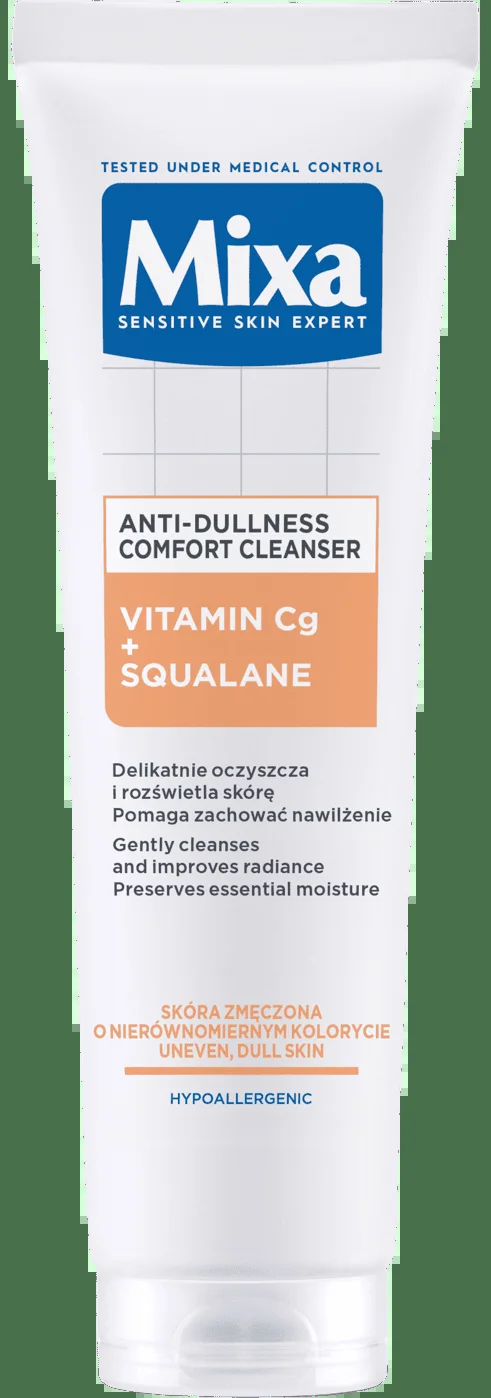 TESTED UNDER MEDICAL CONTROL
Mixa
SENSITIVE SKIN EXPERT
ANTI-DULLNESS
COMFORT CLEANSER
VITAMIN Cg
+
SQUALANE
Delikatnie oczyszcza
i rozświetla skórę
Pomaga zachować nawilżenie
Gently cleanses
and improves radiance
Preserves essential moisture
SKÓRA ZMĘCZONA
O NIERÓWNOMIERNYM KOLORYCIE
UNEVEN, DULL SKIN
HYPOALLERGENIC